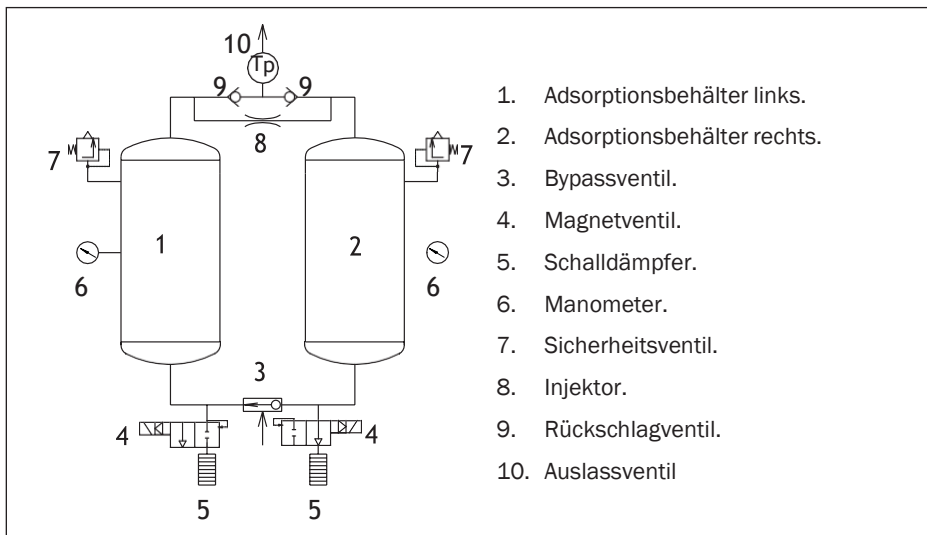 10
Tp
9
9
8
7
7
1
2
6
6
3
4
4
5
5
1. Adsorptionsbehälter links.
2. Adsorptionsbehälter rechts.
3. Bypassventil.
4. Magnetventil.
5. Schalldämpfer.
6. Manometer.
7. Sicherheitsventil.
8. Injektor.
9. Rückschlagventil.
10. Auslassventil